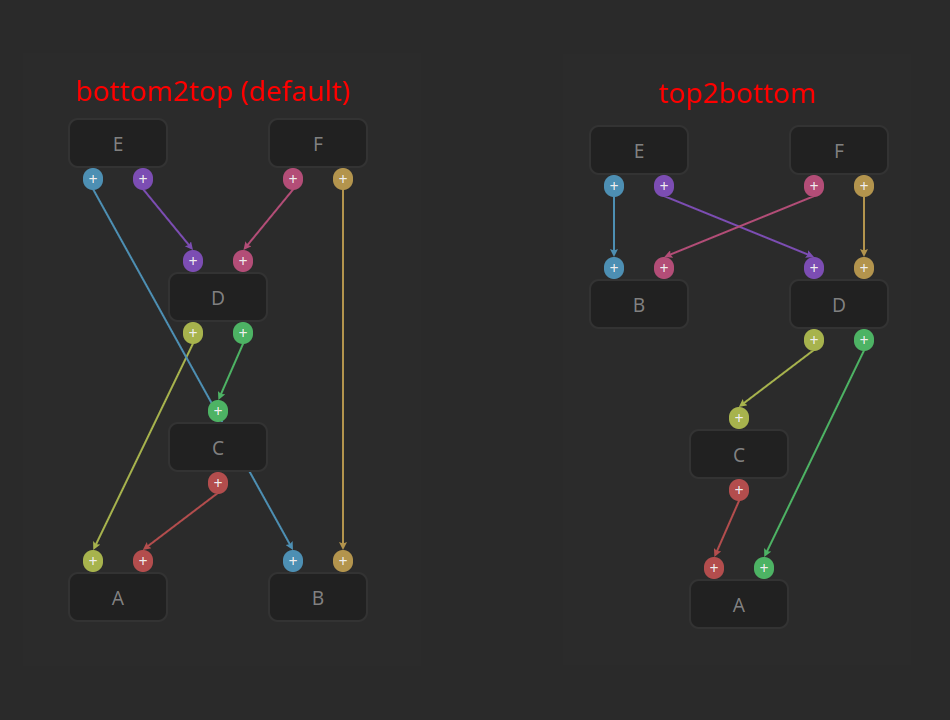 bottom2top (default)
E
F
+ + + +
+ +
D
+ +
+
C
+
+ + + +
A
B
top2bottom
E
F
+ + + +
+ + + +
B
D
+ +
+
C
+
+ +
A